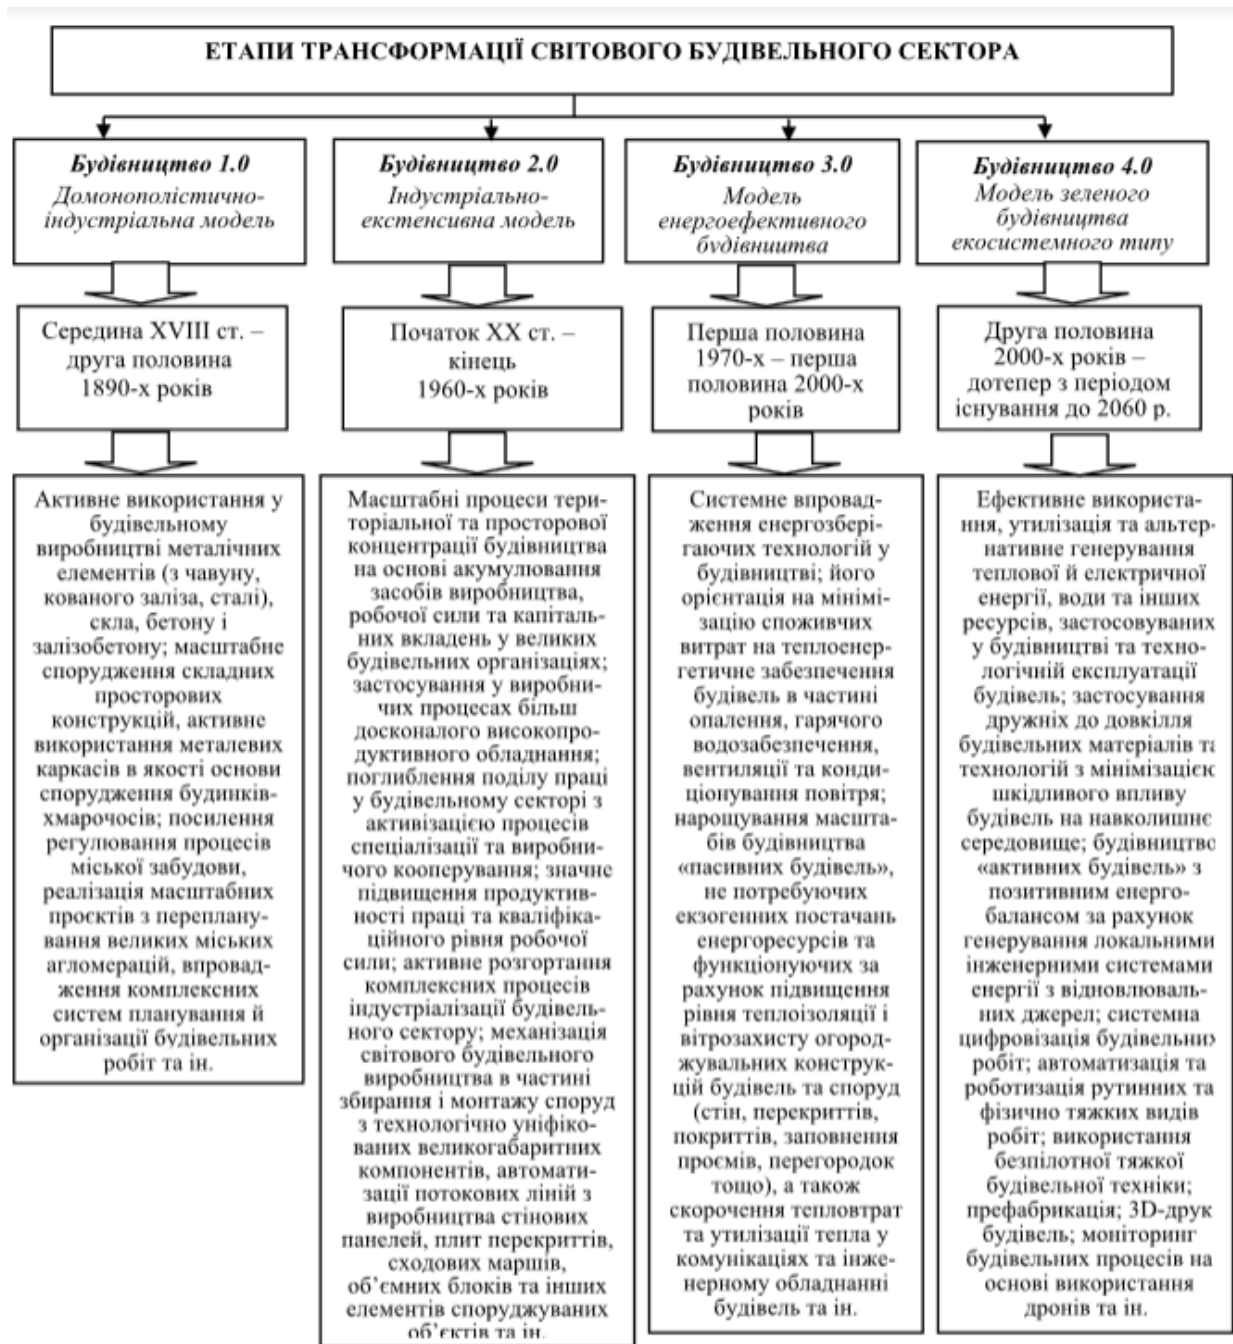 ЕТАПИ ТРАНСФОРМАЦІЇ СВІТОВОГО БУДІВЕЛЬНОГО СЕКТОРА
Будівництво 1.0
Домонополістично-
індустріальна модель
Середина XVIII ст. –
друга половина
1890-х років
Активне використання у
будівельному
виробництві металічних
елементів (з чавуну,
кованого заліза, сталі),
скла, бетону і
залізобетону; масштабне
спорудження складних
просторових
конструкцій, активне
використання металевих
каркасів в якості основи
спорудження будинків-
хмарочосів; посилення
регулювання процесів
міської забудови,
реалізація масштабних
проєктів з переплану-
вання великих міських
агломерацій, впровад-
ження комплексних
систем планування й
організації будівельних
робіт та ін.
Будівництво 2.0
Індустріально-
екстенсивна модель
Початок XX ст. –
кінець
1960-х років
Масштабні процеси тери-
торіальної та просторової
концентрації будівництва
на основі акумулювання
засобів виробництва,
робочої сили та капіталь-
них вкладень у великих
будівельних організаціях;
застосування у виробни-
чих процесах більш
досконалого високопро-
дуктивного обладнання;
поглиблення поділу праці
у будівельному секторі з
активізацією процесів
спеціалізації та виробни-
чого кооперування; значне
підвищення продуктив-
ності праці та кваліфіка-
ційного рівня робочої
сили; активне розгортання
комплексних процесів
індустріалізації будівель-
ного сектору; механізація
світового будівельного
виробництва в частині
збирання і монтажу споруд
з технологічно уніфіко-
ваних великогабаритних
компонентів, автомати-
зації потокових ліній з
виробництва стінових
панелей, плит перекриттів,
сходових маршів,
об’ємних блоків та інших
елементів споруджуваних
об’єктів та ін.
Будівництво 3.0
Модель
енергоефективного
будівництва
Перша половина
1970-х – перша
половина 2000-х
років
Системне впровад-
ження енергозбері-
гаючих технологій у
будівництві; його
орієнтація на мінімі-
зацію споживчих
витрат на теплоенер-
гетичне забезпечення
будівель в частині
опалення, гарячого
водозабезпечення,
вентиляції та конди-
ціонування повітря;
нарощування масшта-
бів будівництва
«пасивних будівель»,
не потребуючих
екзогенних постачань
енергоресурсів та
функціонуючих за
рахунок підвищення
рівня теплоізоляції і
вітрозахисту огород-
жувальних конструк-
цій будівель та споруд
(стін, перекриттів,
покриттів, заповнення
проємів, перегородок
тощо), а також
скорочення тепловтрат
та утилізації тепла у
комунікаціях та інже-
нерному обладнанні
будівель та ін.
Будівництво 4.0
Модель зеленого
будівництва
екосистемного типу
Друга половина
2000-х років –
дотепер з періодом
існування до 2060 р.
Ефективне використа-
ння, утилізація та альтер-
нативне генерування
теплової й електричної
енергії, води та інших
ресурсів, застосовуваних
у будівництві та техно-
логічній експлуатації
будівель; застосування
дружніх до довкілля
будівельних матеріалів та
технологій з мінімізацією
шкідливого впливу
будівель на навколишнє
середовище; будівництво
«активних будівель» з
позитивним енерго-
балансом за рахунок
генерування локальними
інженерними системами
енергії з відновлюваль-
них джерел; системна
цифровізація будівельних
робіт; автоматизація та
роботизація рутинних та
фізично тяжких видів
робіт; використання
безпілотної тяжкої
будівельної техніки;
префабрикація; 3D-друк
будівель; моніторинг
будівельних процесів на
основі використання
дронів та ін.